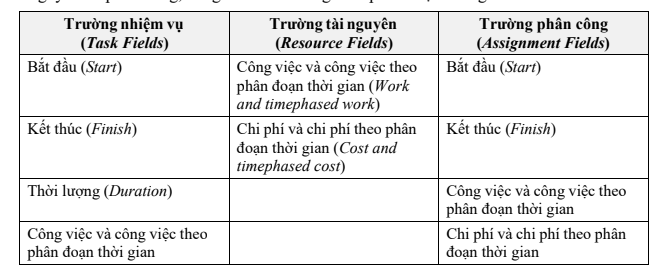 Trường nhiệm vụ
(Task Fields)
Trường tài nguyên
(Resource Fields)
Trường phân công
(Assignment Fields)
Bắt đầu (Start)
Công việc và công việc theo
phân đoạn thời gian (Work
and timephased work)
Bắt đầu (Start)
Kết thúc (Finish)
Chi phí và chi phí theo phân
đoạn thời gian (Cost and
timephased cost)
Kết thúc (Finish)
Thời lượng (Duration)
Công việc và công việc theo
phân đoạn thời gian
Công việc và công việc theo
phân đoạn thời gian
Chi phí và chi phí theo phân
đoạn thời gian